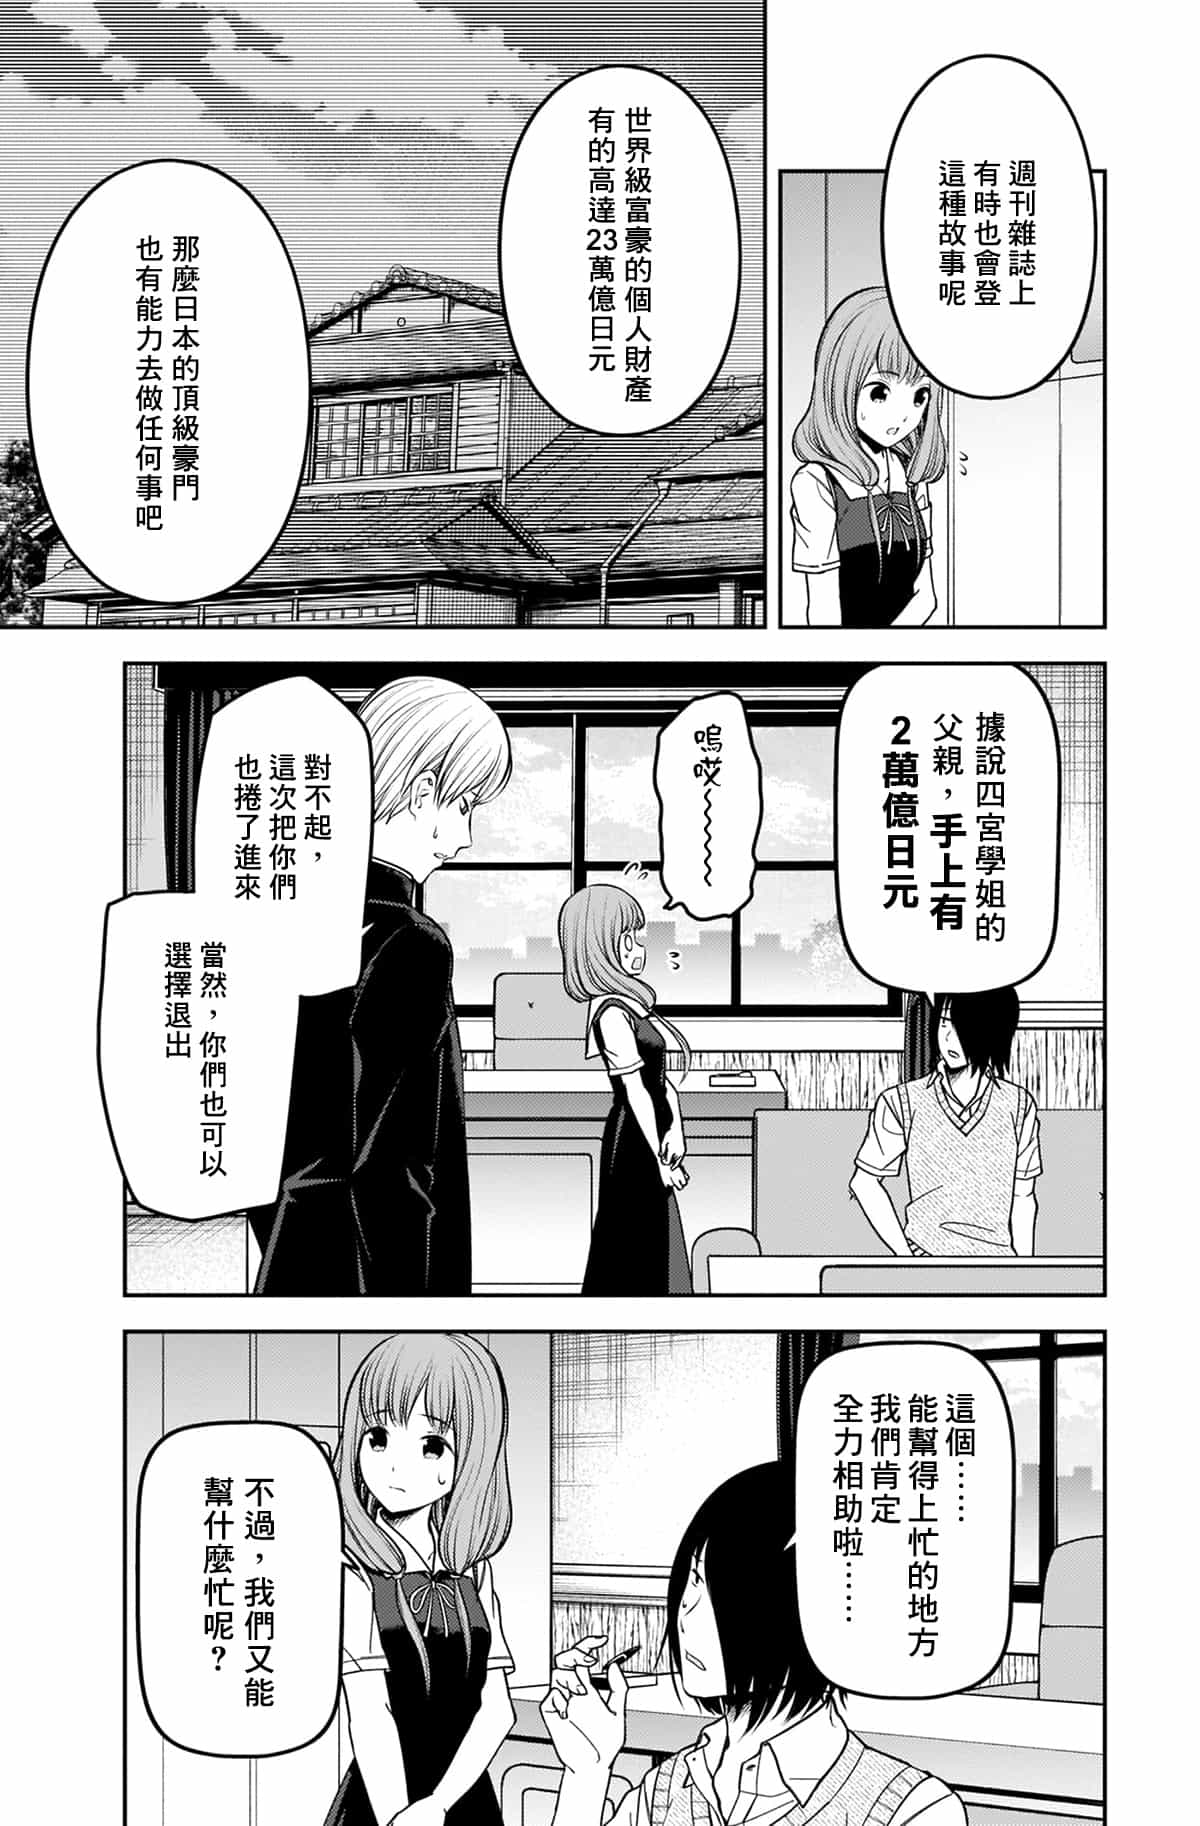 週刊雜誌上
有時也會登
這種故事呢
世界級富豪的個人財產
有的高達23萬億日元
那麼日本的頂級豪門
也有能力去做任何事吧
據說四宮學姐的
父親，手上有
2萬億日元
嗚哎～～～～
對不起，
這次把你們
也捲了進來
當然，你們也可以
選擇退出
這個……
能幫得上忙的地方
我們肯定
全力相助啦……
不過，我們又能
幫什麼忙呢？